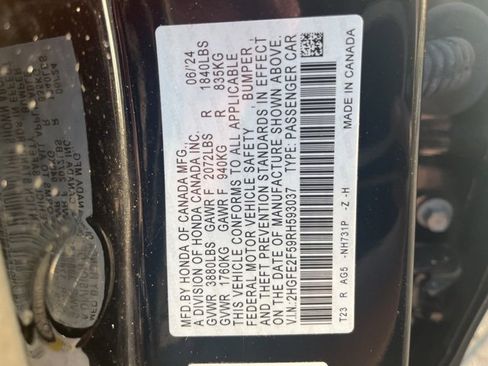 MFD. BY HONDA OF CANADA MFG., 06/24
A DIVISION OF HONDA CANADA INC.
GVWR 3880LBS GAWR F 2072LBS R 1840LBS
GVWR 1760KG GAWR F 940KG R 835KG
THIS VEHICLE CONFORMS TO ALL APPLICABLE
FEDERAL MOTOR VEHICLE SAFETY, BUMPER,
AND THEFT PREVENTION STANDARDS IN EFFECT
ON THE DATE OF MANUFACTURE SHOWN ABOVE.
V.I.N.:2HGFE2F59RH593037 TYPE:PASSENGER CAR
T23 R AG5 -NH731P -Z -H MADE IN CANADA